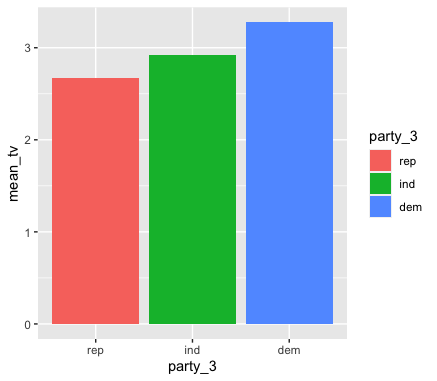 mean_tv
3
2
1
0
rep ind dem
party_3
party_3
rep
ind
dem